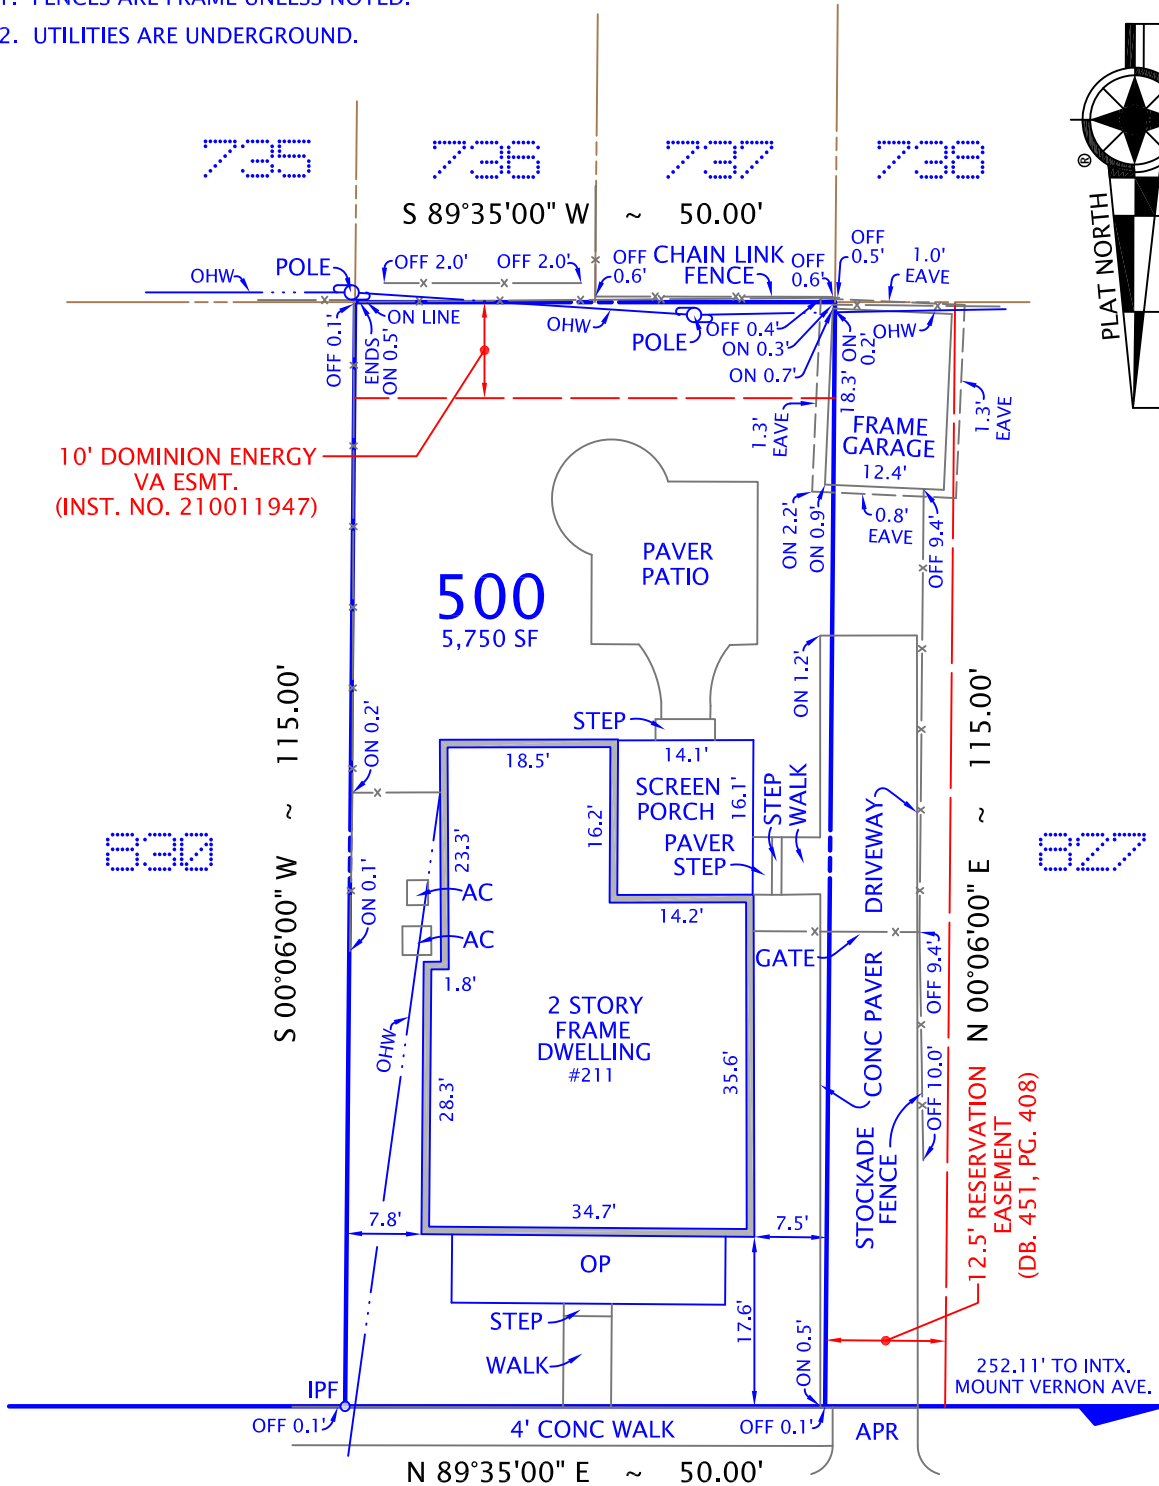 1. FENCES ARE FRAME UNLESS NOTED.
2. UTILITIES ARE UNDERGROUND.
735
736
737
738
®
PLAT NORTH
S 89°35'00" W ~ 50.00'
OHW
POLE
OFF 2.0'
OFF 2.0'
OFF
0.6'
CHAIN LINK
FENCE
OFF
0.6'
OFF
0.5'
1.0'
EAVE
OFF 0.1'
ENDS
ON 0.5'
ON LINE
OHW
POLE
OFF 0.4'
ON 0.3'
ON 0.7'
18.3'
ON
0.2'
OHW
1.3'
EAVE
FRAME
GARAGE
12.4'
1.3'
EAVE
10' DOMINION ENERGY
VA ESMT.
(INST. NO. 210011947)
ON 2.2'
ON 0.9'
0.8'
EAVE
OFF 9.4'
PAVER
PATIO
500
5,750 SF
S 00°06'00" W ~ 115.00'
ON 0.2'
STEP
ON 1.2'
18.5'
14.1'
SCREEN
PORCH
16.1'
16.2'
STEP
WALK
PAVER
STEP
DRIVEWAY
N 00°06'00" E ~ 115.00'
830
827
23.3'
AC
AC
ON 0.1'
14.2'
GATE
OFF 9.4'
1.8'
OHW
2 STORY
FRAME
DWELLING
#211
28.3'
35.6'
CONC PAVER
OFF 10.0'
STOCKADE
FENCE
12.5' RESERVATION
EASEMENT
(DB. 451, PG. 408)
34.7'
7.8'
7.5'
OP
STEP
WALK
17.6'
ON 0.5'
IPF
OFF 0.1'
4' CONC WALK
OFF 0.1'
APR
252.11' TO INTX.
MOUNT VERNON AVE.
N 89°35'00" E ~ 50.00'